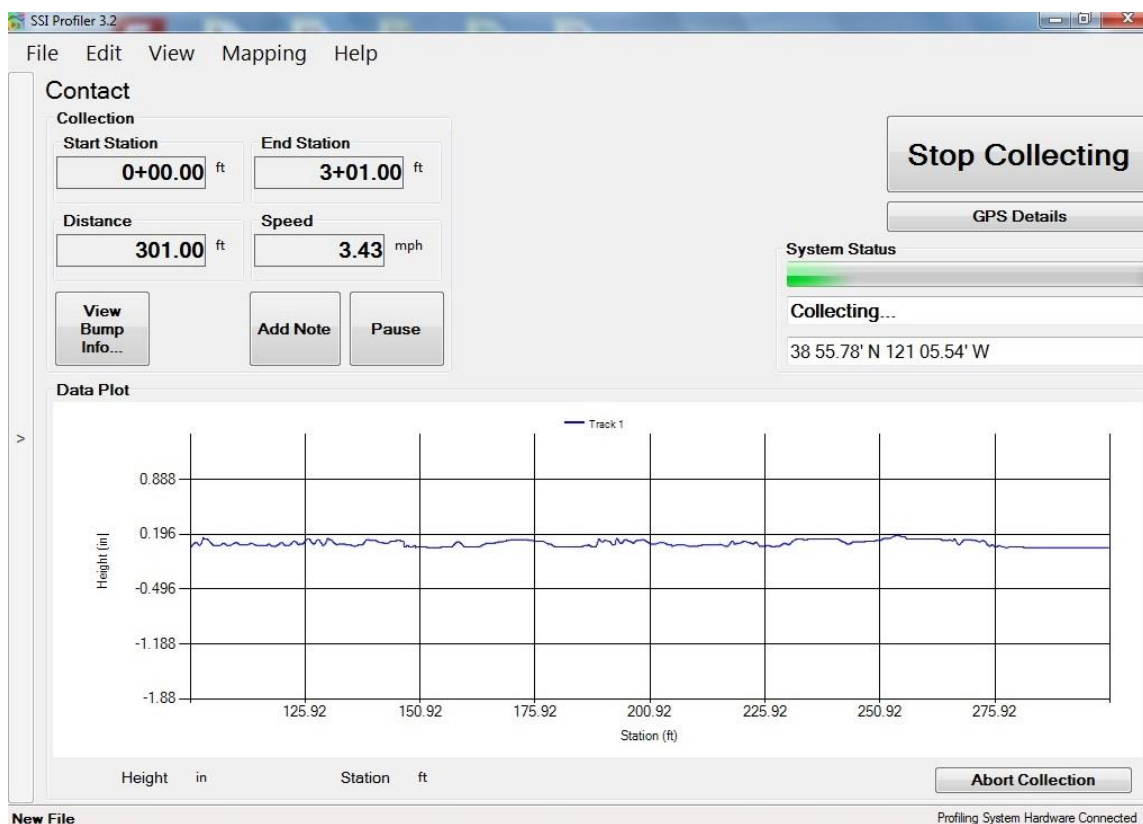 SSI Profiler 3.2
File Edit View Mapping Help
Contact
Collection
Start Station
0+00.00 ft
End Station
3+01.00 ft
Distance
301.00 ft
Speed
3.43 mph
View
Bump
Info...
Add Note
Pause
Stop Collecting
GPS Details
System Status
Collecting...
38 55.78' N 121 05.54' W
>
Data Plot
Track 1
0.888
0.196
-0.496
-1.188
-1.88
Height (in)
125.92 150.92 175.92 200.92 225.92 250.92 275.92
Station (ft)
Height in Station ft
Abort Collection
New File
Profiling System Hardware Connected